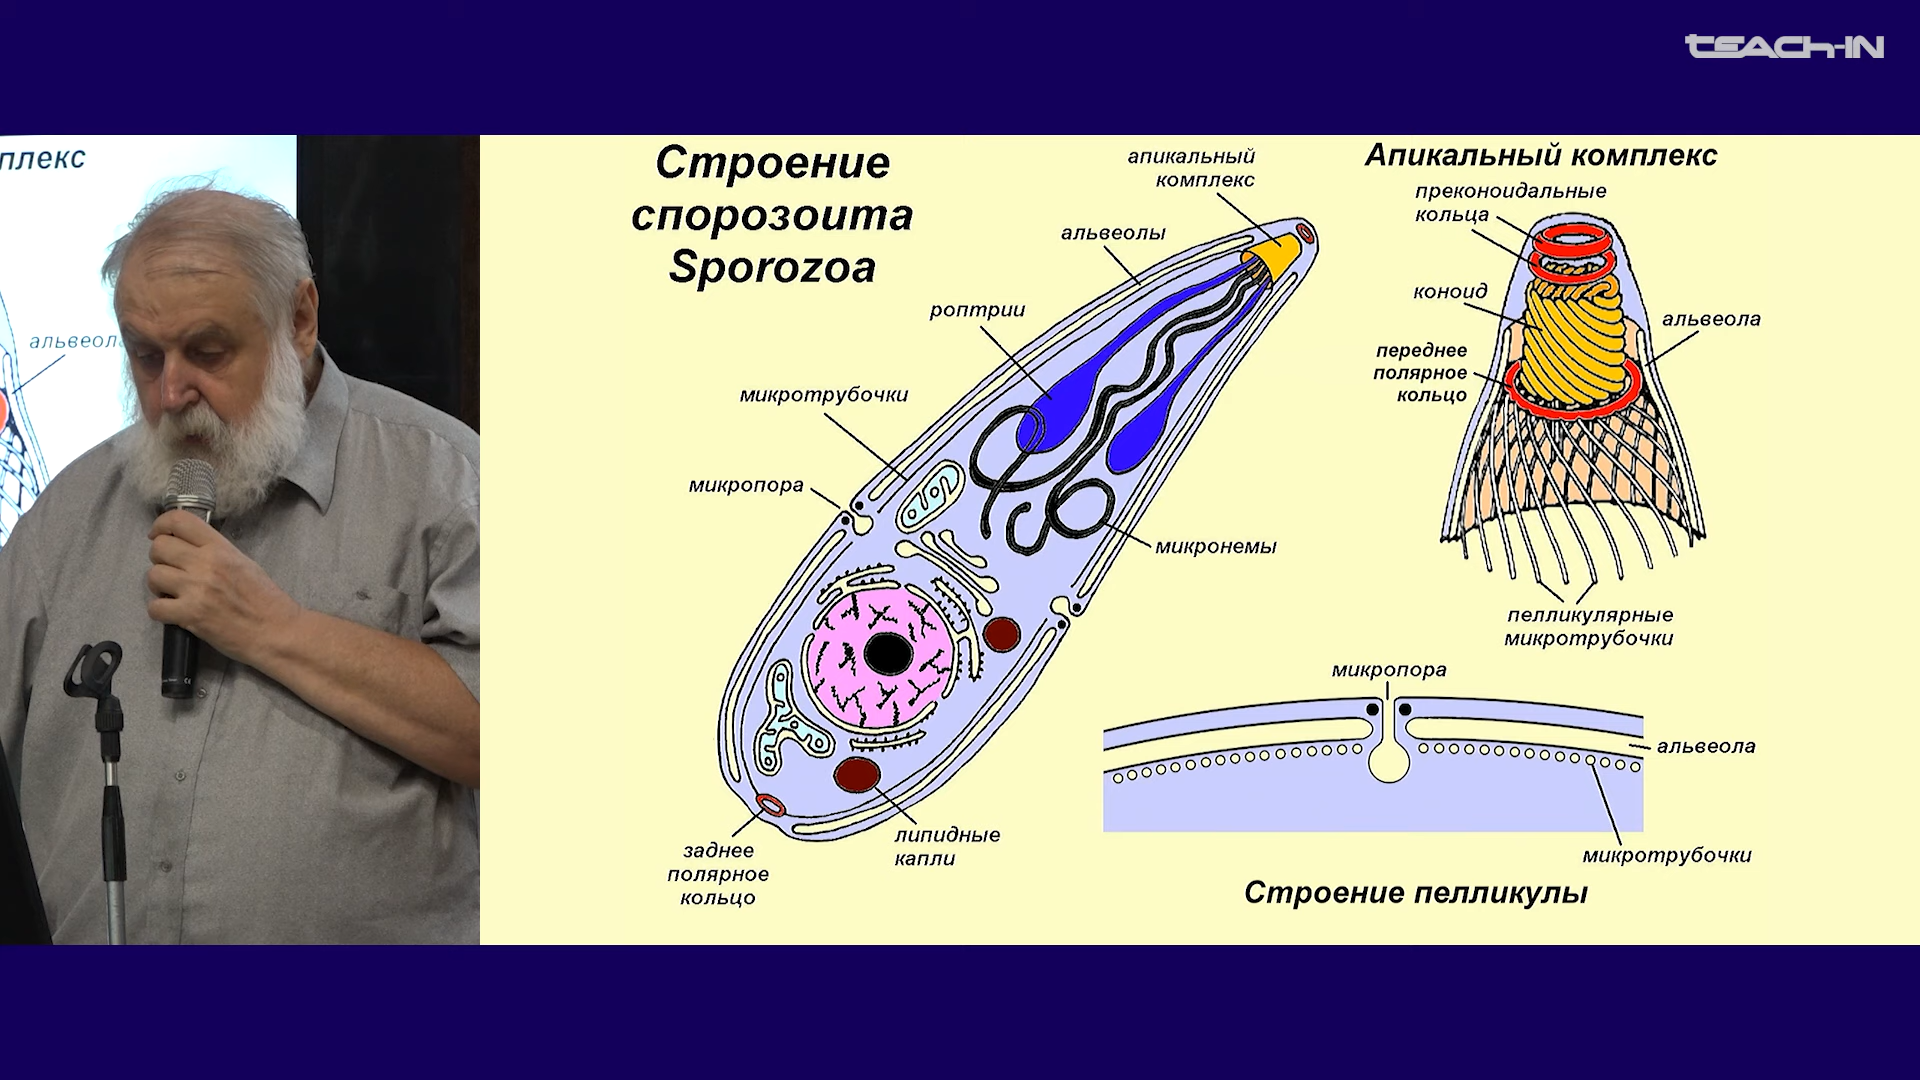 TEACH-IN
плекс
альвеола
Строение
спорозоита
Sporozoa
апикальный
комплекс
альвеолы
роптрии
микротрубочки
микропора
микронемы
липидные
капли
заднее
полярное
кольцо
Апикальный комплекс
преконоидальные
кольца
коноид
альвеола
переднее
полярное
кольцо
пелликулярные
микротрубочки
микропора
альвеола
микротрубочки
Строение пелликулы